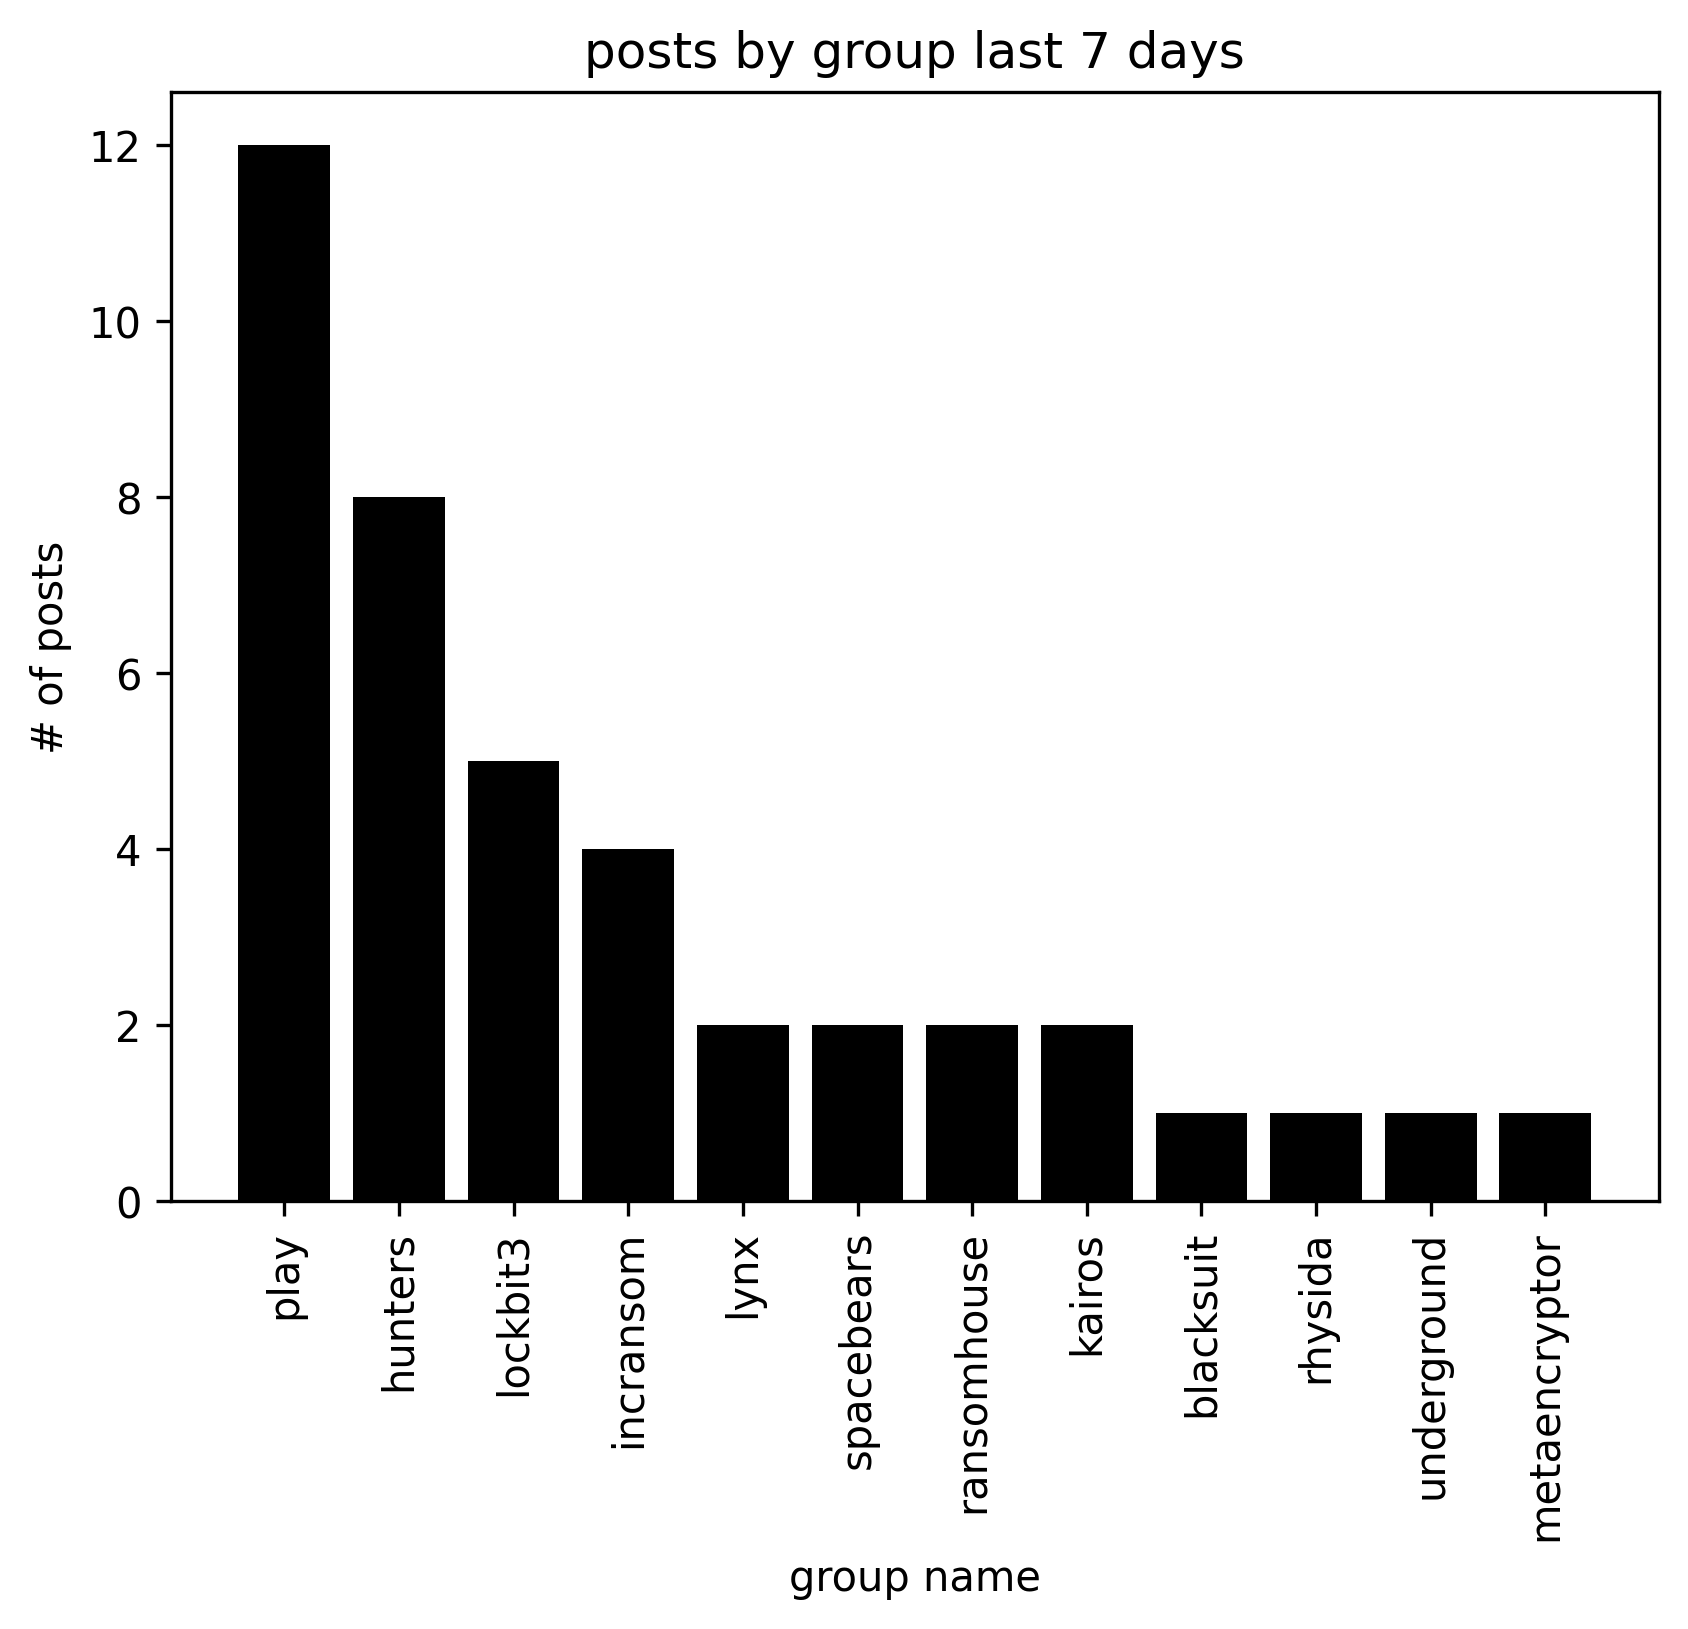 posts by group last 7 days
12
10
8
6
4
2
0
# of posts
play
hunters
lockbit3
incransom
lynx
spacebears
ransomhouse
kairos
blacksuit
rhysida
underground
metaencryptor
group name